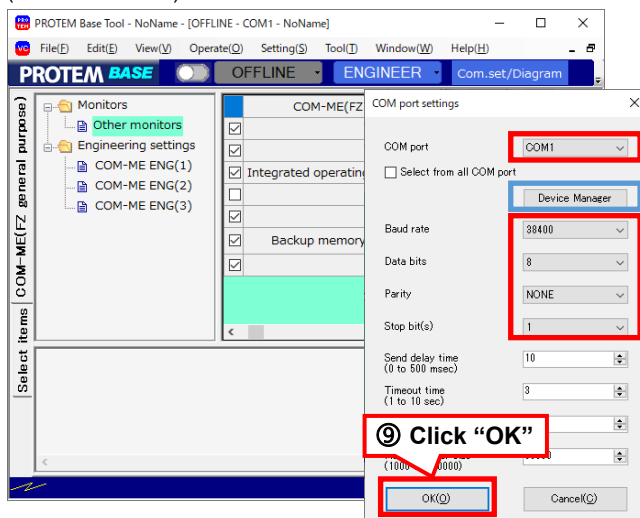 PROTEM Base Tool - NoName - [OFFLINE - COM1 - NoName]
File(F) Edit(E) View(V) Operate(O) Setting(S) Tool(T) Window(W) Help(H)
PROTEM BASE OFFLINE ENGINEER Com.set/Diagram
COM-ME(FZ general purpose)
Select items
Monitors
Other monitors
Engineering settings
COM-ME ENG(1)
COM-ME ENG(2)
COM-ME ENG(3)
COM-ME(FZ
Integrated operatin
Backup memory
COM port settings
COM port COM1
Select from all COM port
Device Manager
Baud rate 38400
Data bits 8
Parity NONE
Stop bit(s) 1
Send delay time 10
(0 to 500 msec)
Timeout time 3
(1 to 10 sec)
⑨ Click “OK”
OK(O) Cancel(C)